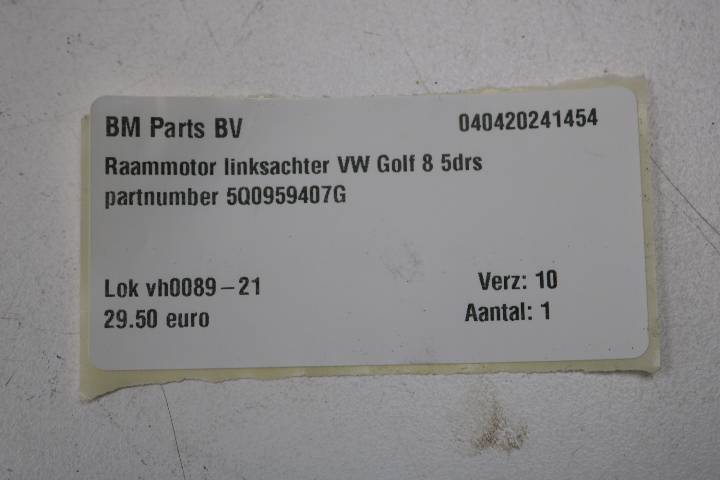 BM Parts BV 040420241454
Raammotor linksachter VW Golf 8 5drs
partnumber 5Q0959407G
Lok vh0089-21 Verz: 10
29.50 euro Aantal: 1